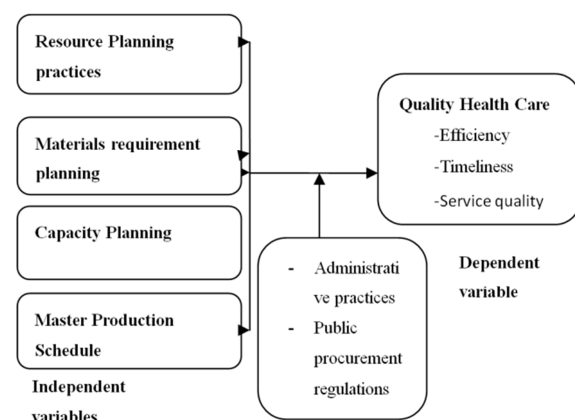 Resource Planning
practices
Materials requirement
planning
Capacity Planning
Master Production
Schedule
Independent
variables
- Administrati
ve practices
- Public
procurement
regulations
Quality Health Care
-Efficiency
-Timeliness
-Service quality
Dependent
variable